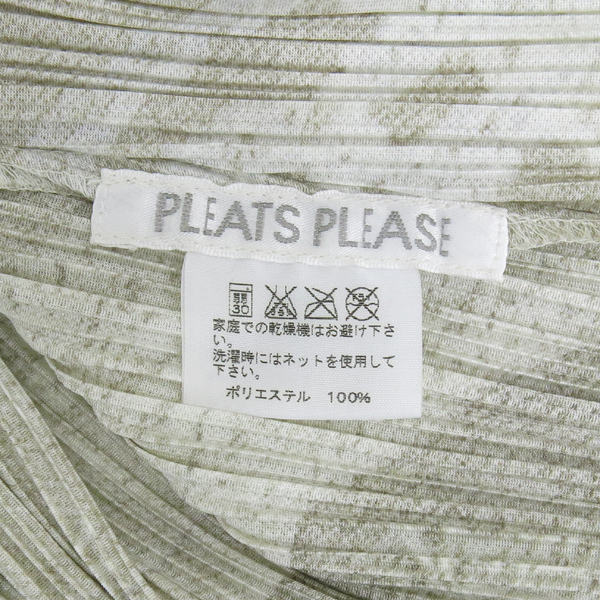 PLEATS PLEASE
30
家庭での乾燥機はお避け下さ
い。
洗濯時にはネットを使用して
下さい。
ポリエステル 100%